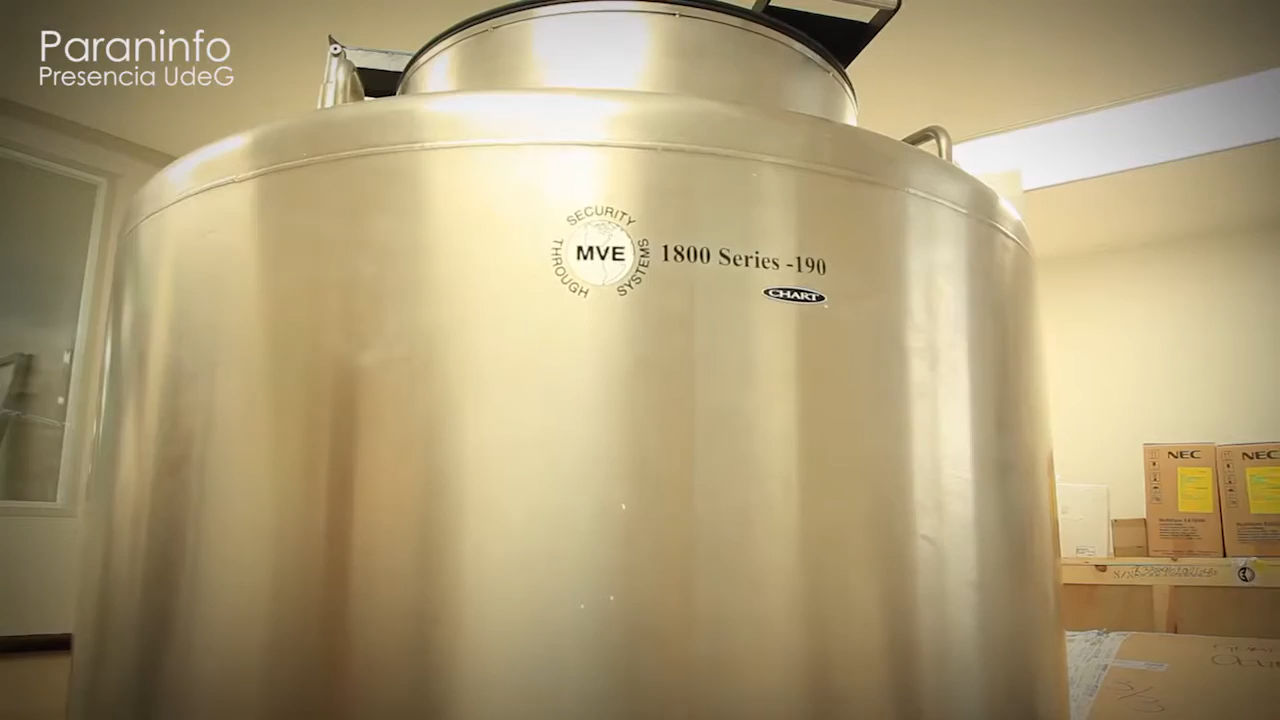 Paraninfo
Presencia UdeG
SECURITY
THROUGH
SYSTEMS
MVE
1800 Series -190
CHART
NEC
NEC